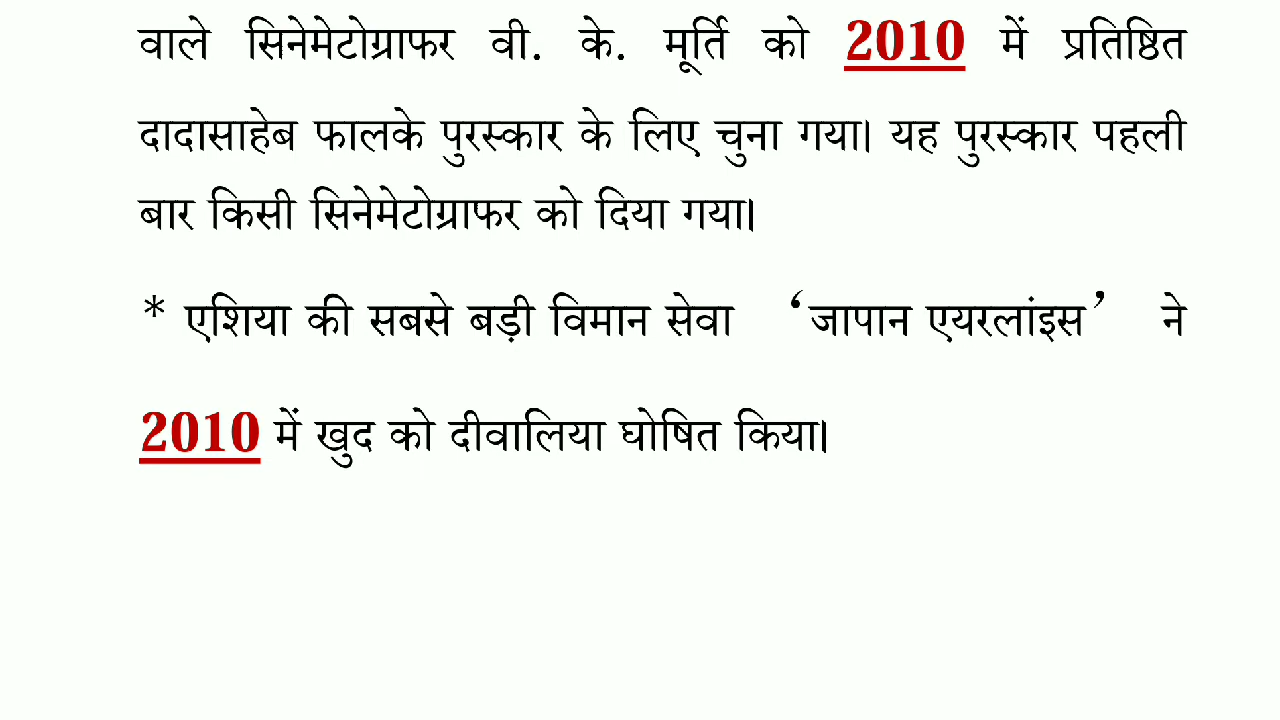 वाले सिनेमेटोग्राफर वी. के. मूर्ति को 2010 में प्रतिष्ठित
दादासाहेब फालके पुरस्कार के लिए चुना गया। यह पुरस्कार पहली
बार किसी सिनेमेटोग्राफर को दिया गया।
* एशिया की सबसे बड़ी विमान सेवा ‘जापान एयरलांइस’ ने
2010 में खुद को दीवालिया घोषित किया।